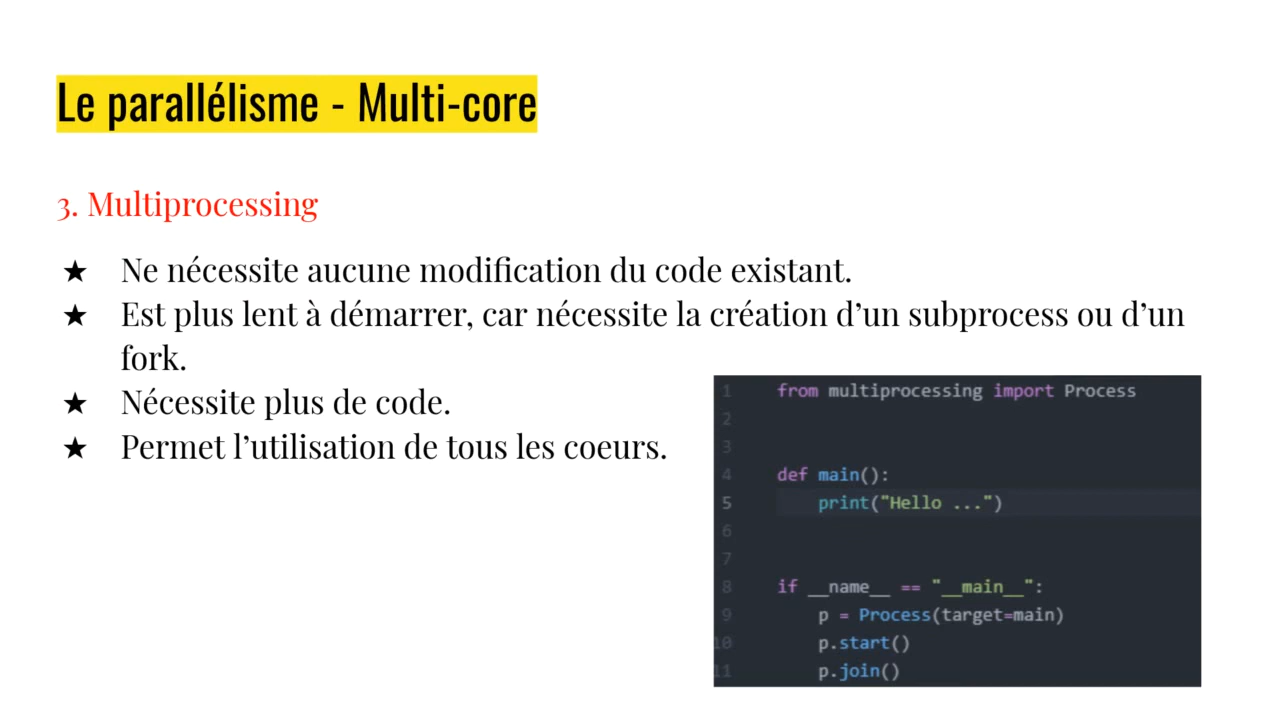 Le parallélisme - Multi-core
3. Multiprocessing
★ Ne nécessite aucune modification du code existant.
★ Est plus lent à démarrer, car nécessite la création d’un subprocess ou d’un
fork.
★ Nécessite plus de code.
★ Permet l’utilisation de tous les coeurs.
1 from multiprocessing import Process
2
3
4 def main():
5     print("Hello ...")
6
7
8 if __name__ == "__main__":
9     p = Process(target=main)
10     p.start()
11     p.join()